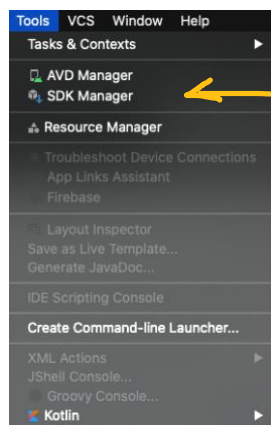 Tools VCS Window Help
Tasks & Contexts
AVD Manager
SDK Manager
Resource Manager
Troubleshoot Device Connections
App Links Assistant
Firebase
Layout Inspector
Save as Live Template...
Generate JavaDoc...
IDE Scripting Console
Create Command-line Launcher...
XML Actions
JShell Console...
Groovy Console...
Kotlin